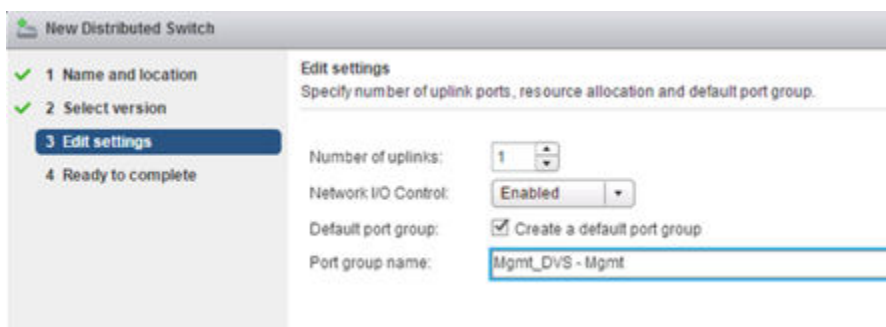 New Distributed Switch
1 Name and location
2 Select version
3 Edit settings
4 Ready to complete
Edit settings
Specify number of uplink ports, resource allocation and default port group.
Number of uplinks: 1
Network I/O Control: Enabled
Default port group: Create a default port group
Port group name: Mgmt_DVS - Mgmt